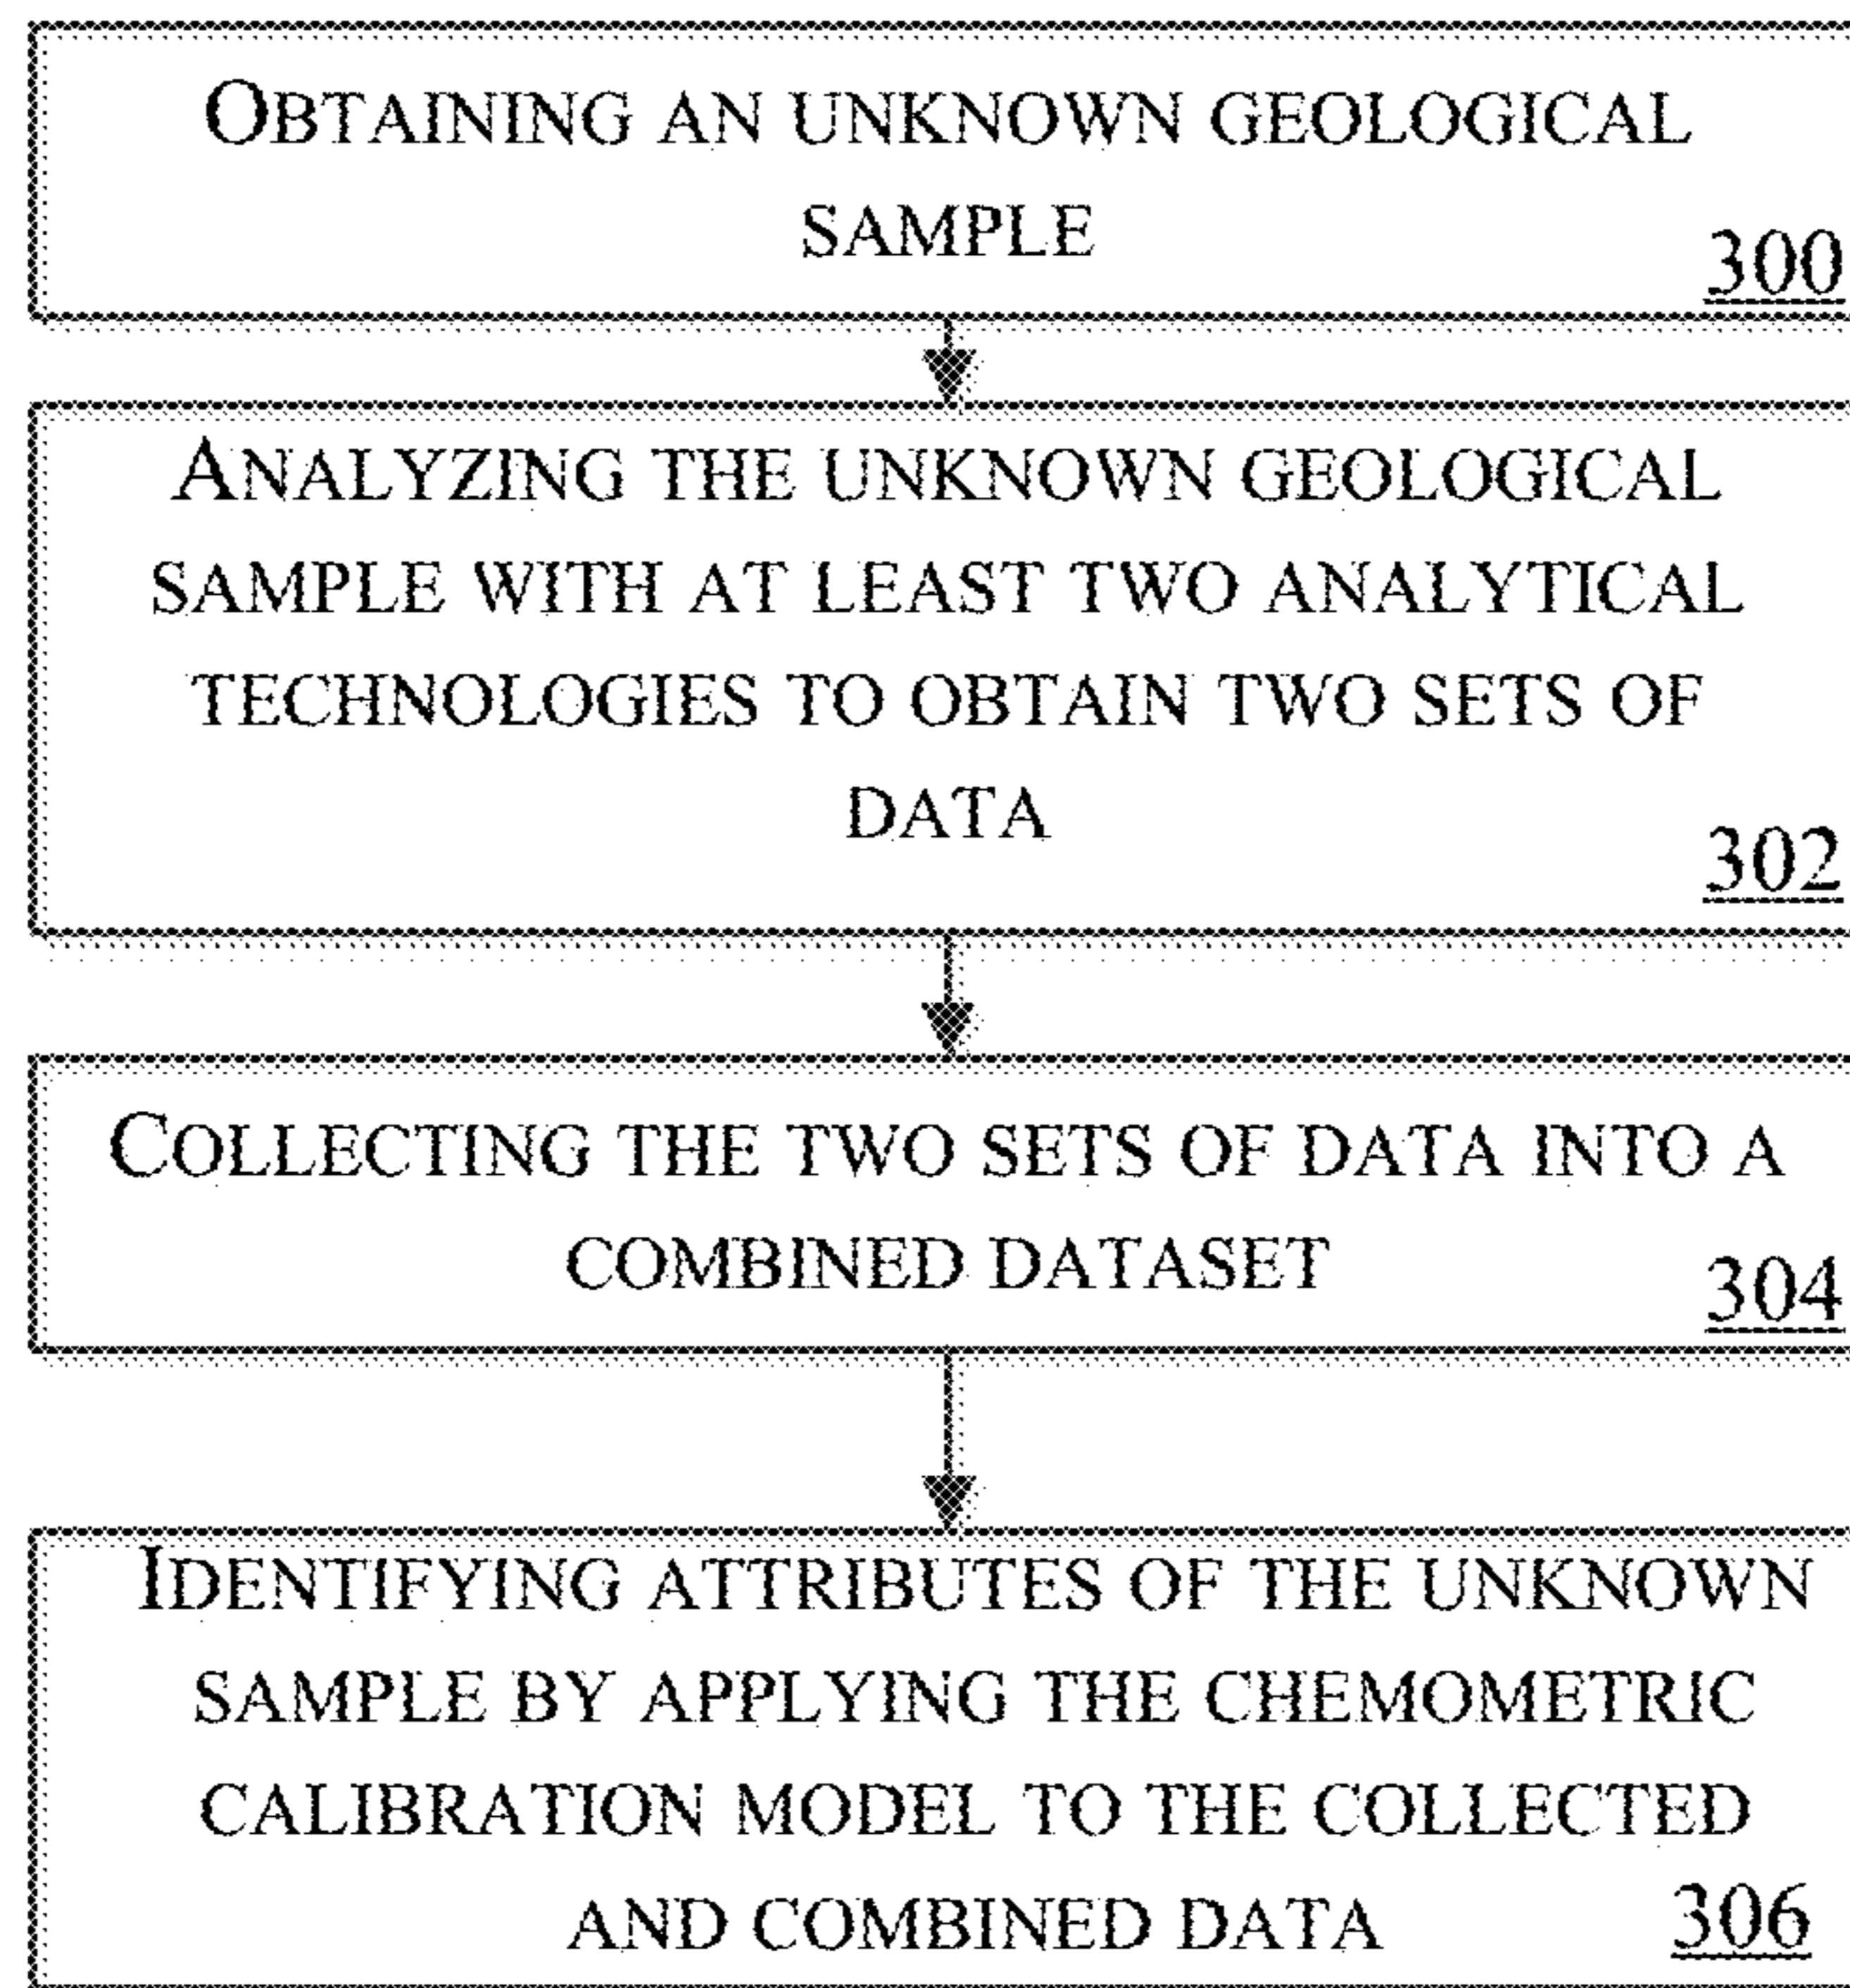 OBTAINING AN UNKNOWN GEOLOGICAL
SAMPLE
300
ANALYZING THE UNKNOWN GEOLOGICAL
SAMPLE WITH AT LEAST TWO ANALYTICAL
TECHNOLOGIES TO OBTAIN TWO SETS OF
DATA
302
COLLECTING THE TWO SETS OF DATA INTO A
COMBINED DATASET
304
IDENTIFYING ATTRIBUTES OF THE UNKNOWN
SAMPLE BY APPLYING THE CHEMOMETRIC
CALIBRATION MODEL TO THE COLLECTED
AND COMBINED DATA
306